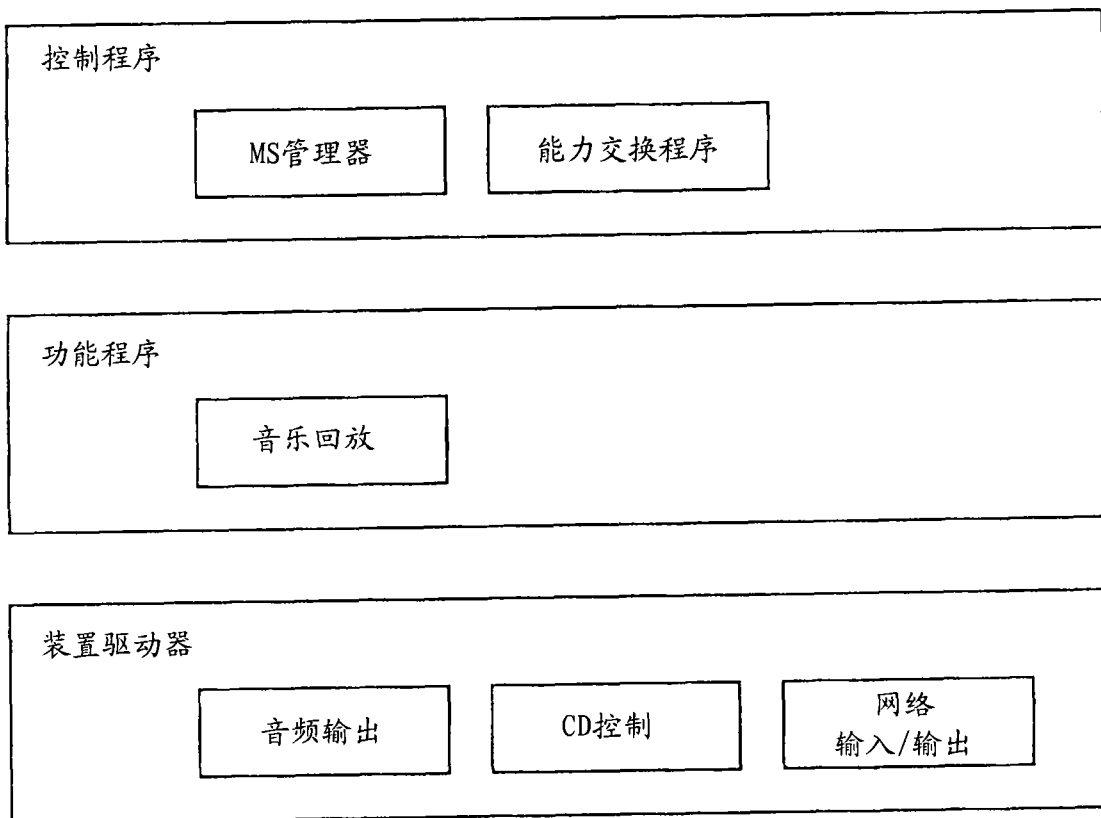 控制程序
MS管理器
能力交换程序
功能程序
音乐回放
装置驱动器
音频输出
CD控制
网络
输入/输出